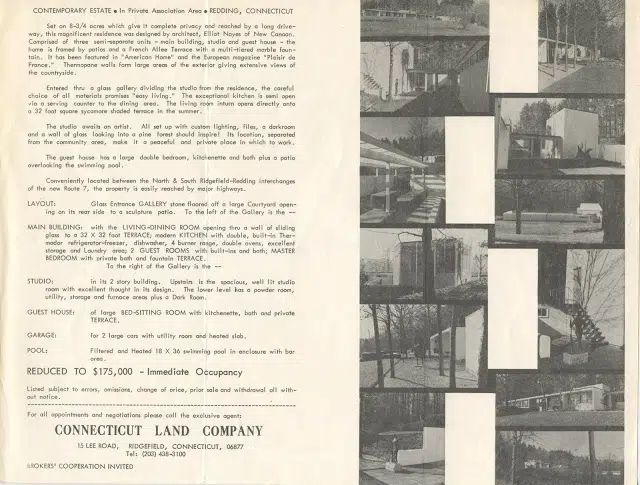 CONTEMPORARY ESTATE • In Private Association Area • REDDING, CONNECTICUT
Set on 8-3/4 acres which give it complete privacy and reached by a long drive-
way, this magnificent residence was designed by architect, Elliot Noyes of New Canaan.
Comprised of three semi-separate units - main building, studio and guest house - the
home is framed by patios and a French Allee Terrace with a multi-tiered marble foun-
tain. It has been featured in "American Home" and the European magazine "Plaisir de
France." Thermopane walls form large areas of the exterior giving extensive views of
the countryside.
Entered thru a glass gallery dividing the studio from the residence, the careful
choice of all materials promises "easy living." The exceptional kitchen is semi open
via a serving counter to the dining area. The living room inturn opens directly onto
a 32 foot square sycamore shaded terrace in the summer.
The studio awaits an artist. All set up with custom lighting, files, a darkroom
and a wall of glass looking into a pine forest should inspire! Its location, separated
from the community area, make it a peaceful and private place in which to work.
The guest house has a large double bedroom, kitchenette and bath plus a patio
overlooking the swimming pool.
Conveniently located between the North & South Ridgefield-Redding interchanges
of the new Route 7, the property is easily reached by major highways.
LAYOUT: Glass Entrance GALLERY stone floored off a large Courtyard open-
ing on its rear side to a sculpture patio. To the left of the Gallery is the --
MAIN BUILDING: with the LIVING-DINING ROOM opening thru a wall of sliding
glass to a 32 X 32 foot TERRACE; modern KITCHEN with double, built-in Ther-
mador refrigerator-freezer, dishwasher, 4 burner range, double ovens, excellent
storage and Laundry area; 2 GUEST ROOMS with built-ins and bath; MASTER
BEDROOM with private bath and fountain TERRACE.
To the right of the Gallery is the --
STUDIO: in its 2 story building. Upstairs is the spacious, well lit studio
room with excellent thought in its design. The lower level has a powder room,
utility, storage and furnace areas plus a Dark Room.
GUEST HOUSE: of large BED-SITTING ROOM with kitchenette, bath and private
TERRACE.
GARAGE: for 2 large cars with utility room and heated slab.
POOL: Filtered and Heated 18 X 36 swimming pool in enclosure with bar
area.
REDUCED TO $175,000 - Immediate Occupancy
Listed subject to errors, omissions, change of price, prior sale and withdrawal all with-
out notice.
For all appointments and negotiations please call the exclusive agent:
CONNECTICUT LAND COMPANY
15 LEE ROAD, RIDGEFIELD, CONNECTICUT, 06877
Tel: (203) 438-3100
BROKERS' COOPERATION INVITED